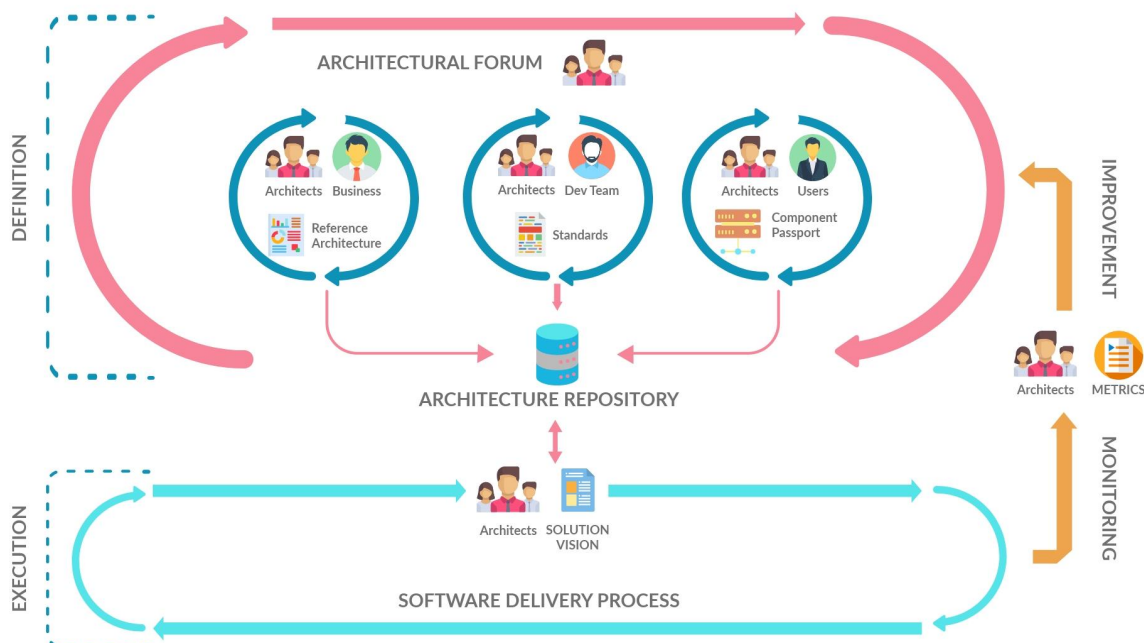 ARCHITECTURAL FORUM
DEFINITION
Architects
Business
Reference
Architecture
Architects
Dev Team
Standards
Architects
Users
Component
Passport
IMPROVEMENT
ARCHITECTURE REPOSITORY
Architects
METRICS
MONITORING
EXECUTION
Architects
SOLUTION
VISION
SOFTWARE DELIVERY PROCESS